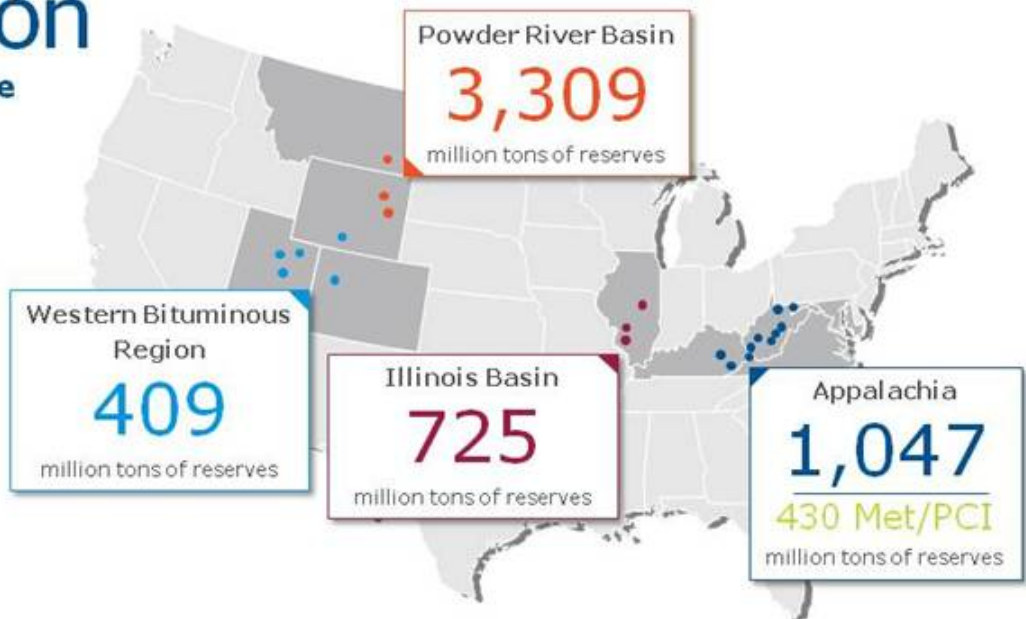 on
e
Powder River Basin
3,309
million tons of reserves
Western Bituminous
Region
409
million tons of reserves
Illinois Basin
725
million tons of reserves
Appalachia
1,047
430 Met/PCI
million tons of reserves